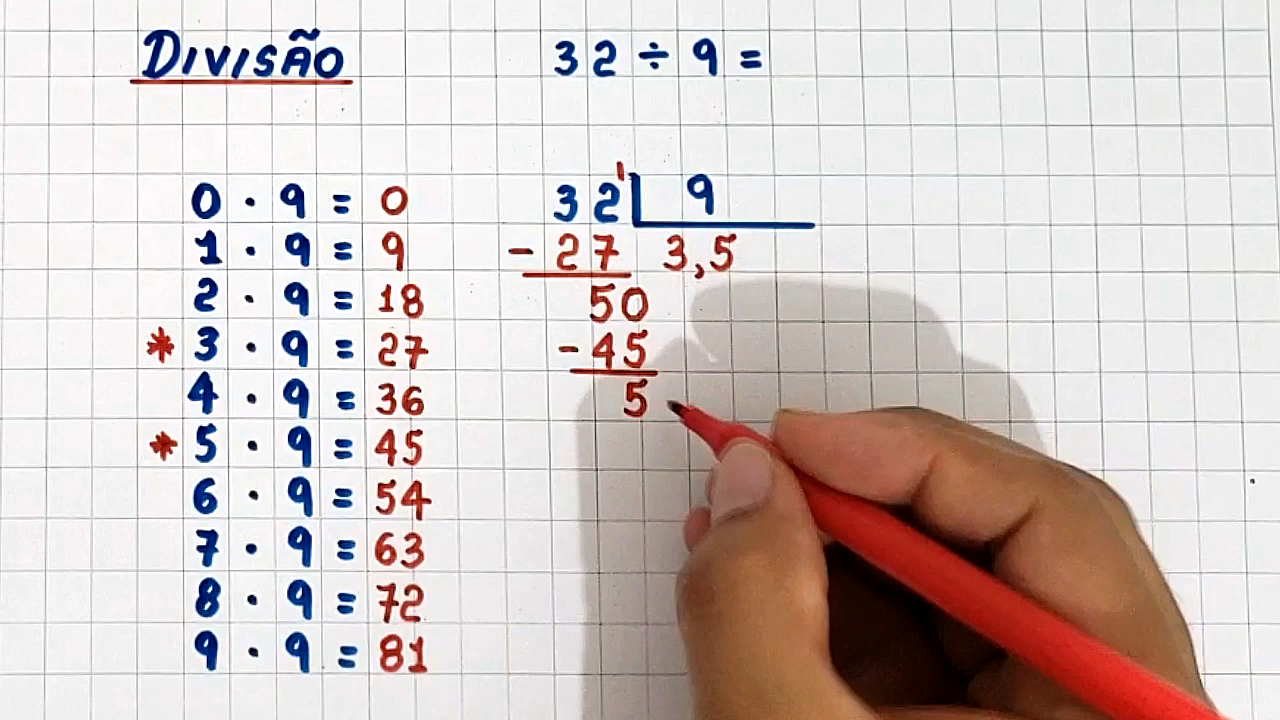 DIVISÃO
32 ÷ 9 =
0 · 9 = 0
1 · 9 = 9
2 · 9 = 18
* 3 · 9 = 27
4 · 9 = 36
* 5 · 9 = 45
6 · 9 = 54
7 · 9 = 63
8 · 9 = 72
9 · 9 = 81
32' 9
- 27 3,5
50
- 45
5